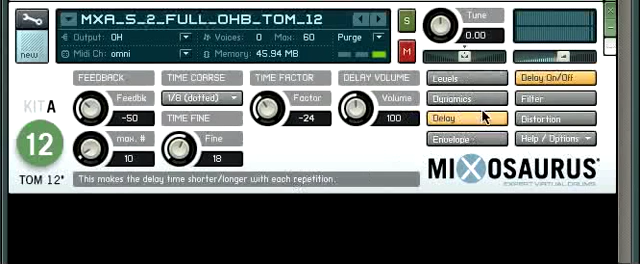 MXA_S_2_FULL_OHB_TOM_12
S
Tune
Output: OH
Voices: 0 Max: 60
Purge
0.00
new
Midi Ch: omni
Memory: 45.94 MB
M
FEEDBACK
TIME COARSE
TIME FACTOR
DELAY VOLUME
Levels
Delay On/Off
Feedbk
1/8 (dotted)
Factor
Volume
Dynamics
Filter
KIT A
-50
TIME FINE
-24
100
Delay
Distortion
12
max. #
Fine
Envelope
Help / Options
10
18
MIXOSAURUS
EXPERT VIRTUAL DRUMS
TOM 12"
This makes the delay time shorter/longer with each repetition.